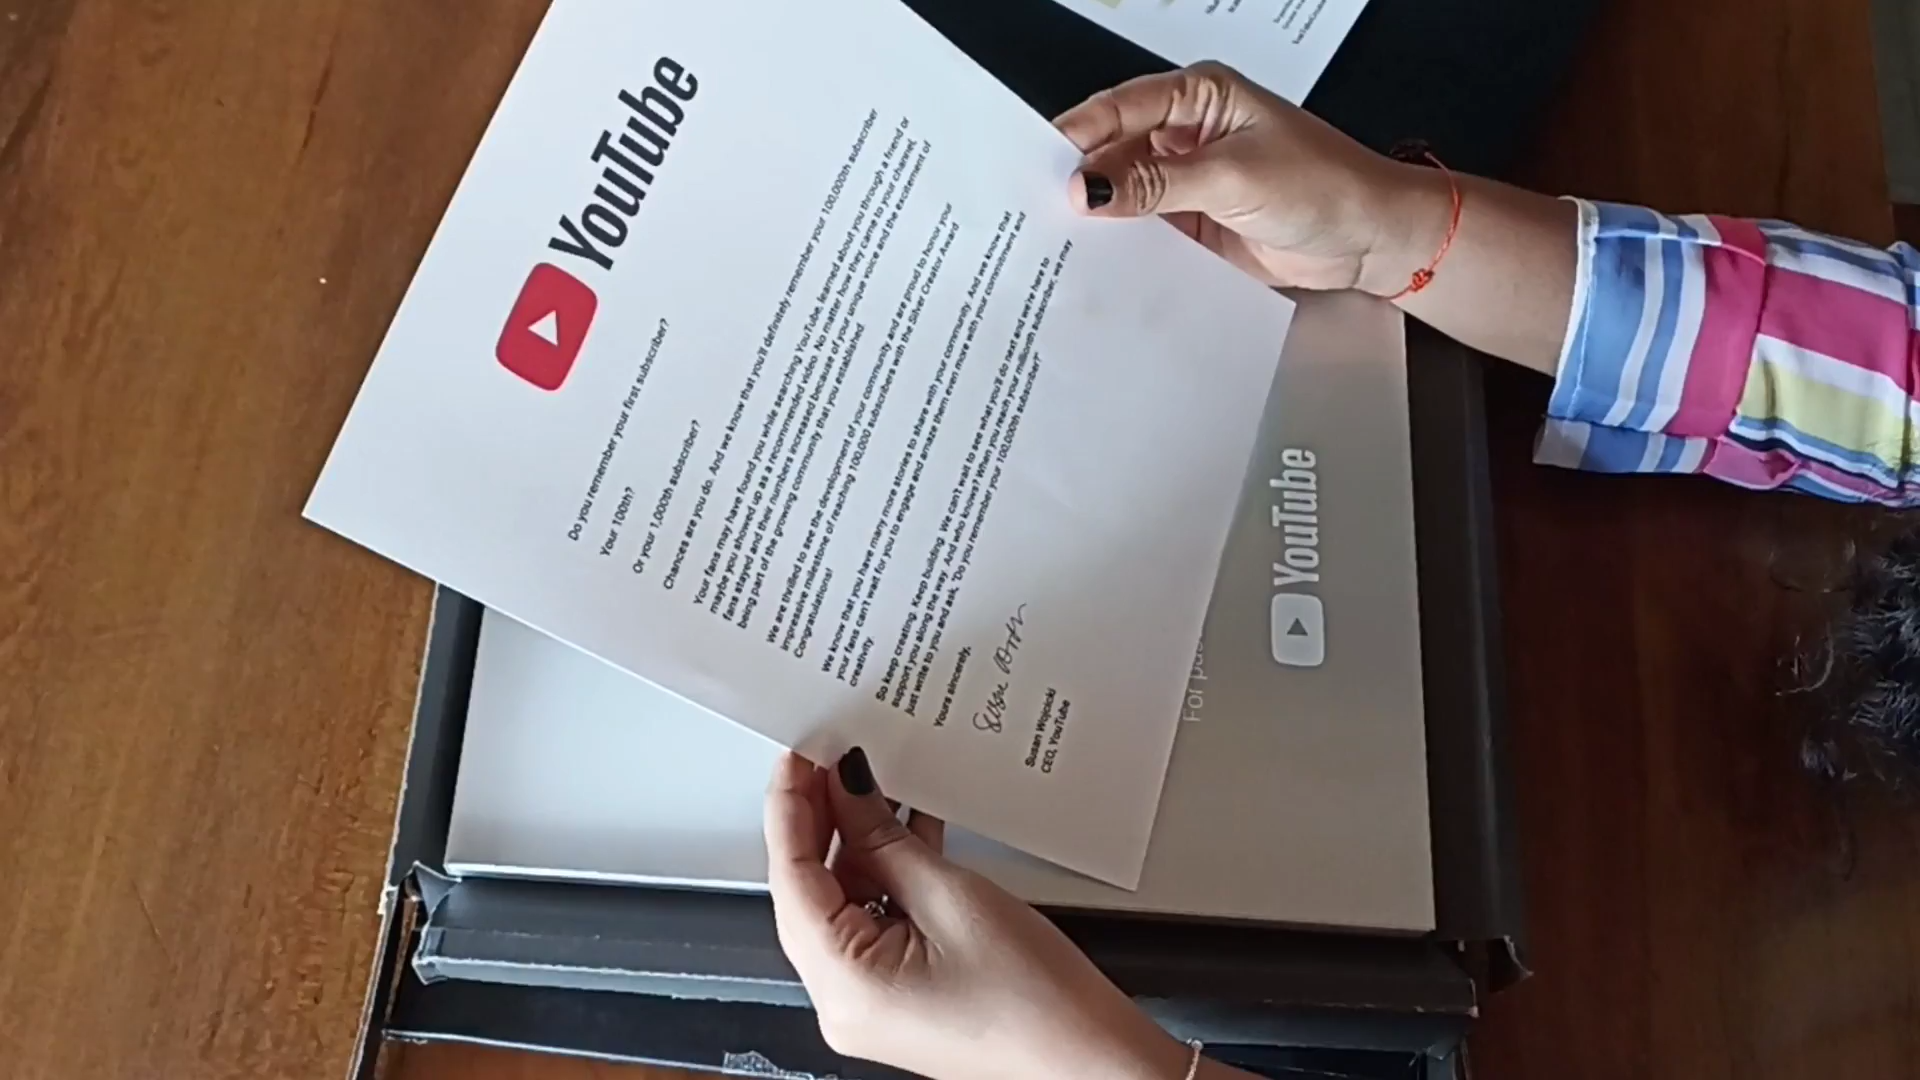 YouTube
Do you remember your first subscriber?
Your 100th?
Or your 1,000th subscriber?
Chances are you do. And we know that you'll definitely remember your 100,000th subscriber
Your fans may have found you while searching YouTube, learned about you through a friend or
maybe you showed up as a recommended video. No matter how they came to your channel,
fans stayed and their numbers increased because of your unique voice and the excitement of
being part of the growing community that you established.
We are thrilled to see the development of your community and are proud to honor your
impressive milestone of reaching 100,000 subscribers with the Silver Creator Award
Congratulations!
We know that you have many more stories to share with your community. And we know that
your fans can't wait for you to engage and amaze them even more with your commitment and
creativity.
So keep creating. Keep building. We can't wait to see what you'll do next and we're here to
support you along the way. And who knows? When you reach your millionth subscriber, we may
just write to you and ask, "Do you remember your 100,000th subscriber?"
Yours sincerely,
Susan Wojcicki
CEO, YouTube
For
YouTube